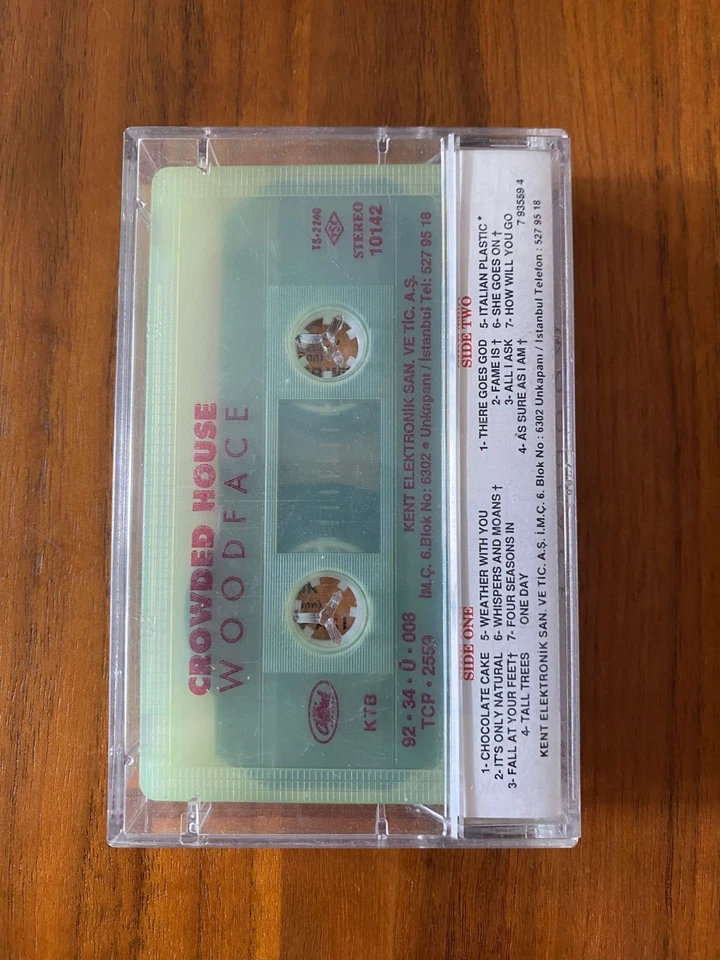 CROWDED HOUSE
WOODFACE
Capitol
KTB
TS-2248
TSE
STEREO
10142
92 • 34 • Ü • 008
TCP • 2559
KENT ELEKTRONİK SAN. VE TİC. A.Ş.
İM.Ç. 6.Blok No: 6302 • Unkapanı / İstanbul Tel: 527 95 18
SIDE ONE
1- CHOCOLATE CAKE
2- IT'S ONLY NATURAL
3- FALL AT YOUR FEET†
4- TALL TREES
5- WEATHER WITH YOU
6- WHISPERS AND MOANS †
7- FOUR SEASONS IN
ONE DAY
SIDE TWO
1- THERE GOES GOD
2- FAME IS †
3- ALL I ASK
4- AS SURE AS I AM †
5- ITALIAN PLASTIC *
6- SHE GOES ON †
7- HOW WILL YOU GO
7 93559 4
KENT ELEKTRONİK SAN. VE TİC. A.Ş. İ.M.Ç. 6. Blok No : 6302 Unkapanı / İstanbul Telefon : 527 95 18